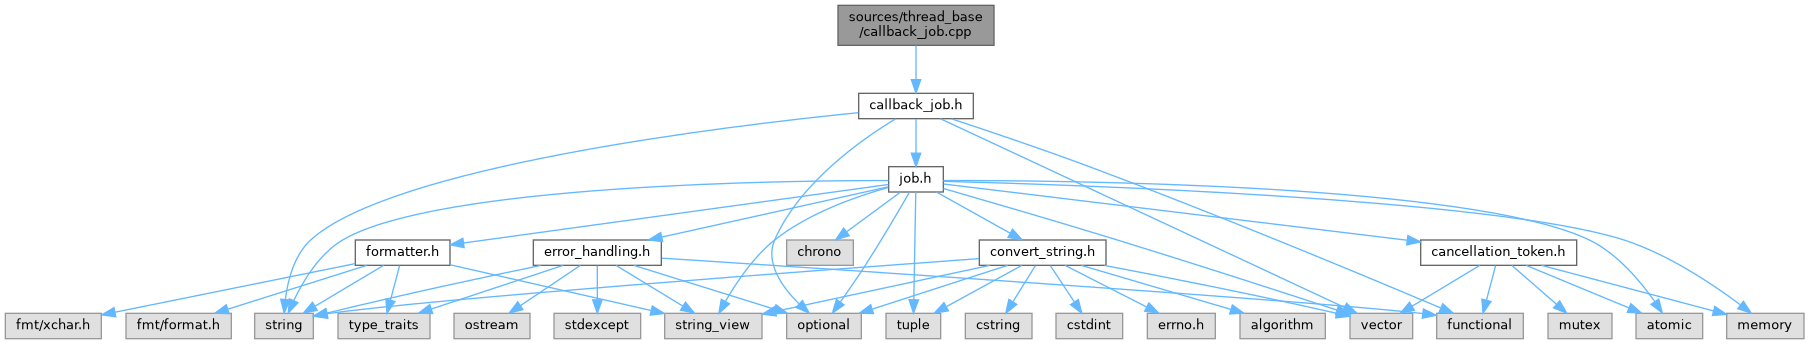 sources/thread_base
/callback_job.cpp
callback_job.h
job.h
formatter.h
error_handling.h
chrono
convert_string.h
cancellation_token.h
fmt/xchar.h
fmt/format.h
string
type_traits
ostream
stdexcept
string_view
optional
tuple
cstring
cstdint
errno.h
algorithm
vector
functional
mutex
atomic
memory